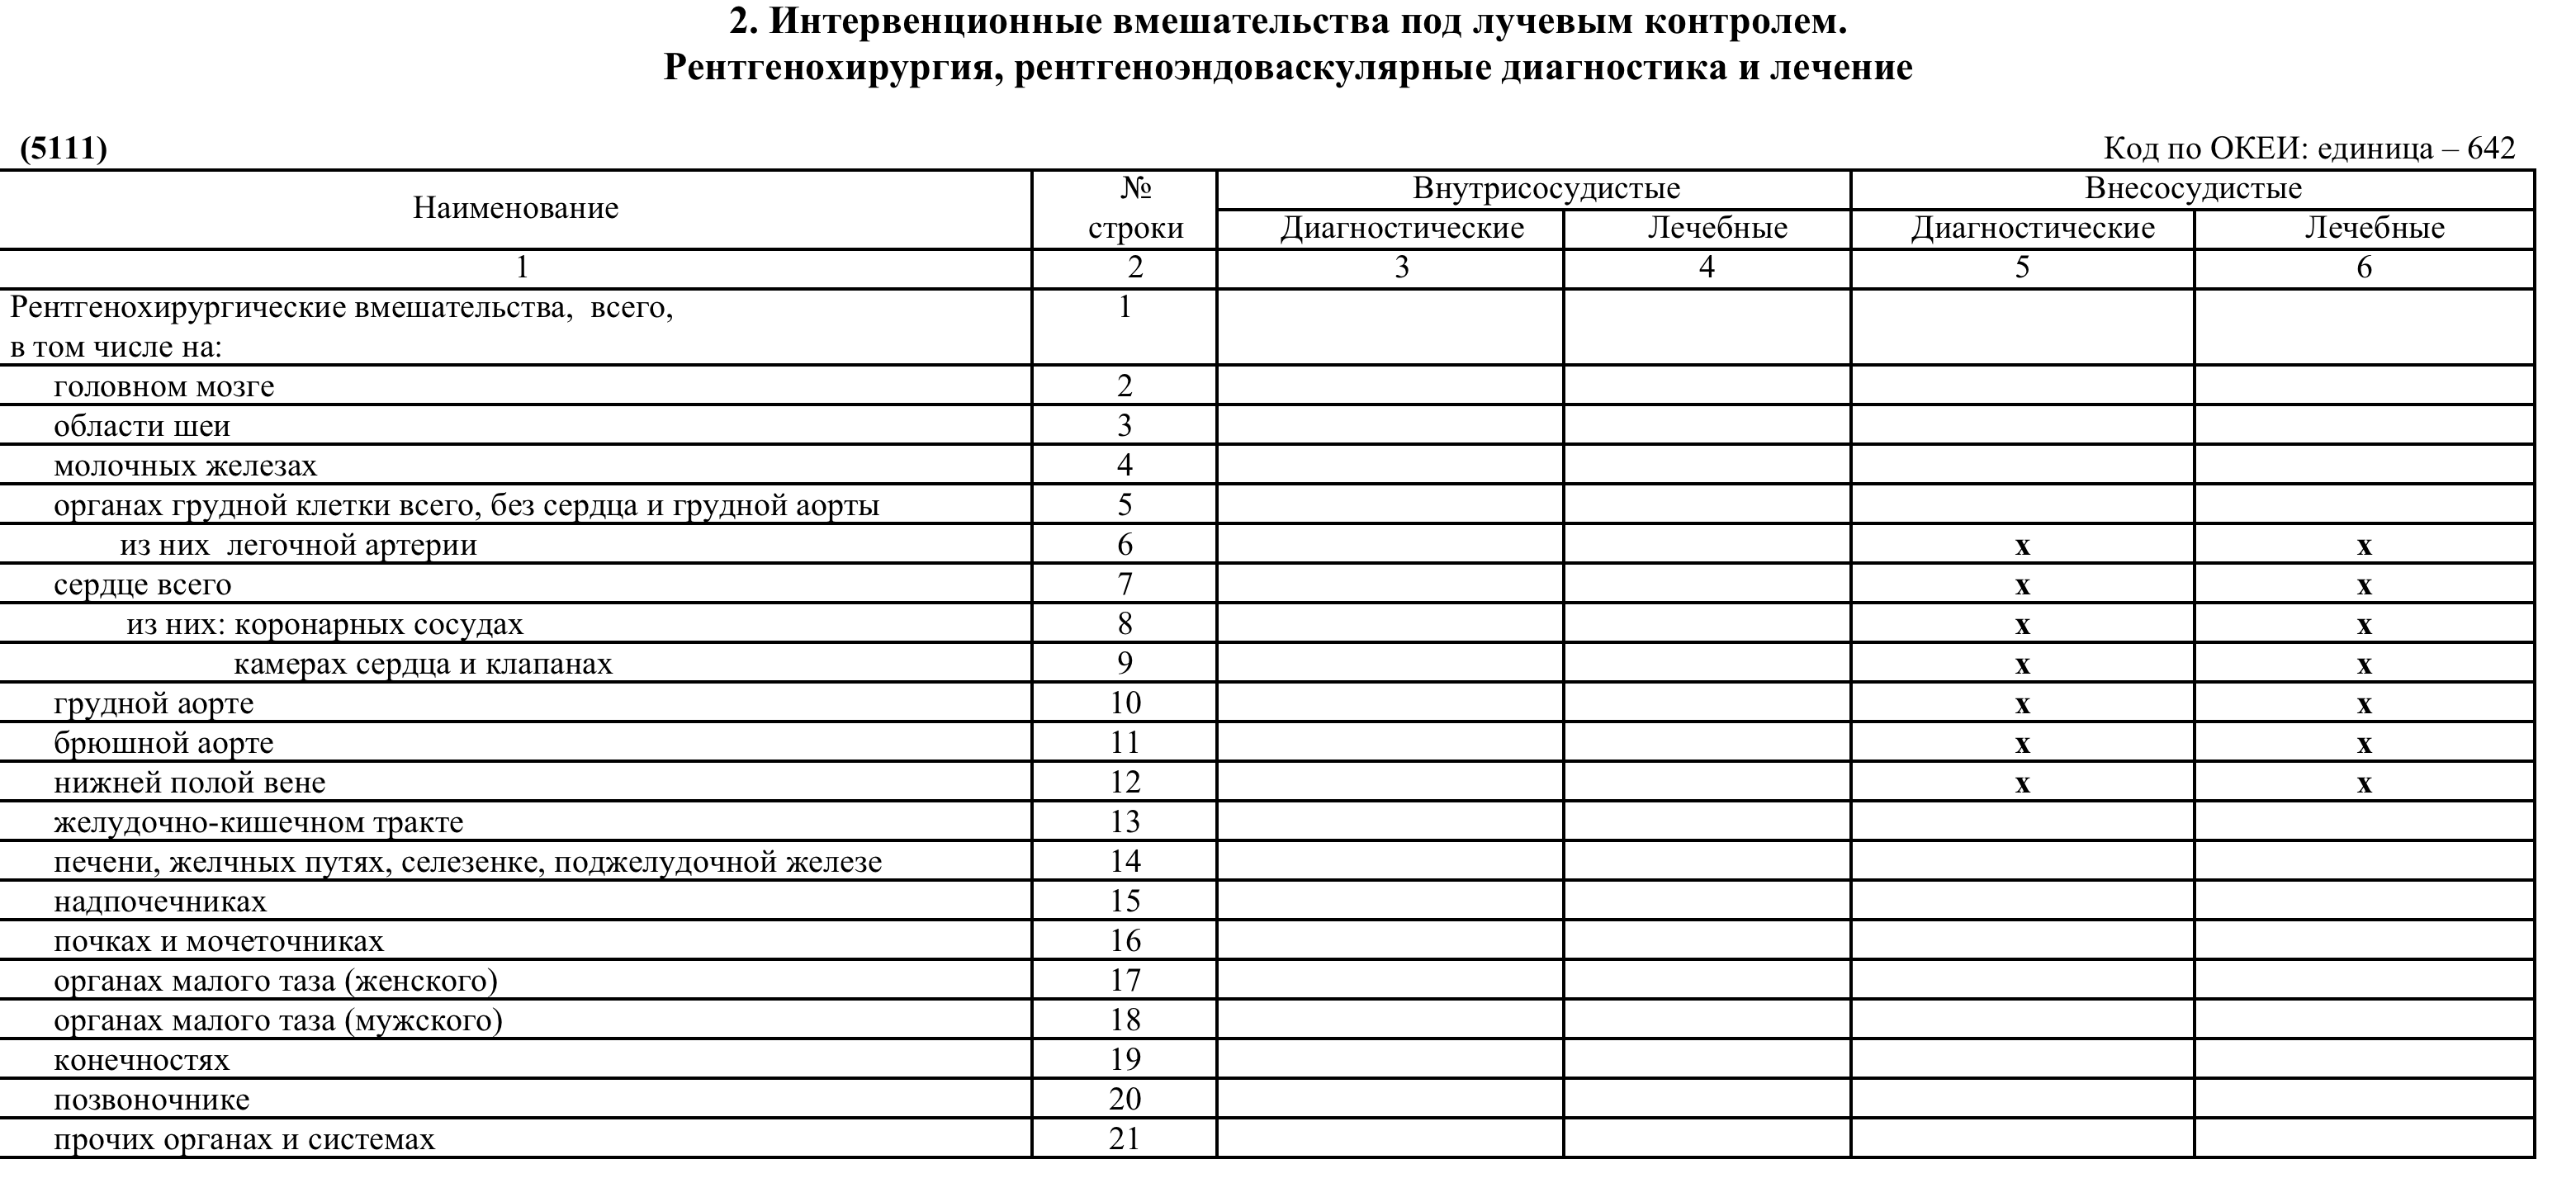 2. Интервенционные вмешательства под лучевым контролем.
Рентгенохирургия, рентгеноэндоваскулярные диагностика и лечение
(5111) Код по ОКЕИ: единица – 642
Наименование № строки Внутрисосудистые Внесосудистые
Диагностические Лечебные Диагностические Лечебные
1 2 3 4 5 6
Рентгенохирургические вмешательства, всего, 1
в том числе на:
головном мозге 2
области шеи 3
молочных железах 4
органах грудной клетки всего, без сердца и грудной аорты 5
из них легочной артерии 6 х х
сердце всего 7 х х
из них: коронарных сосудах 8 х х
камерах сердца и клапанах 9 х х
грудной аорте 10 х х
брюшной аорте 11 х х
нижней полой вене 12 х х
желудочно-кишечном тракте 13
печени, желчных путях, селезенке, поджелудочной железе 14
надпочечниках 15
почках и мочеточниках 16
органах малого таза (женского) 17
органах малого таза (мужского) 18
конечностях 19
позвоночнике 20
прочих органах и системах 21